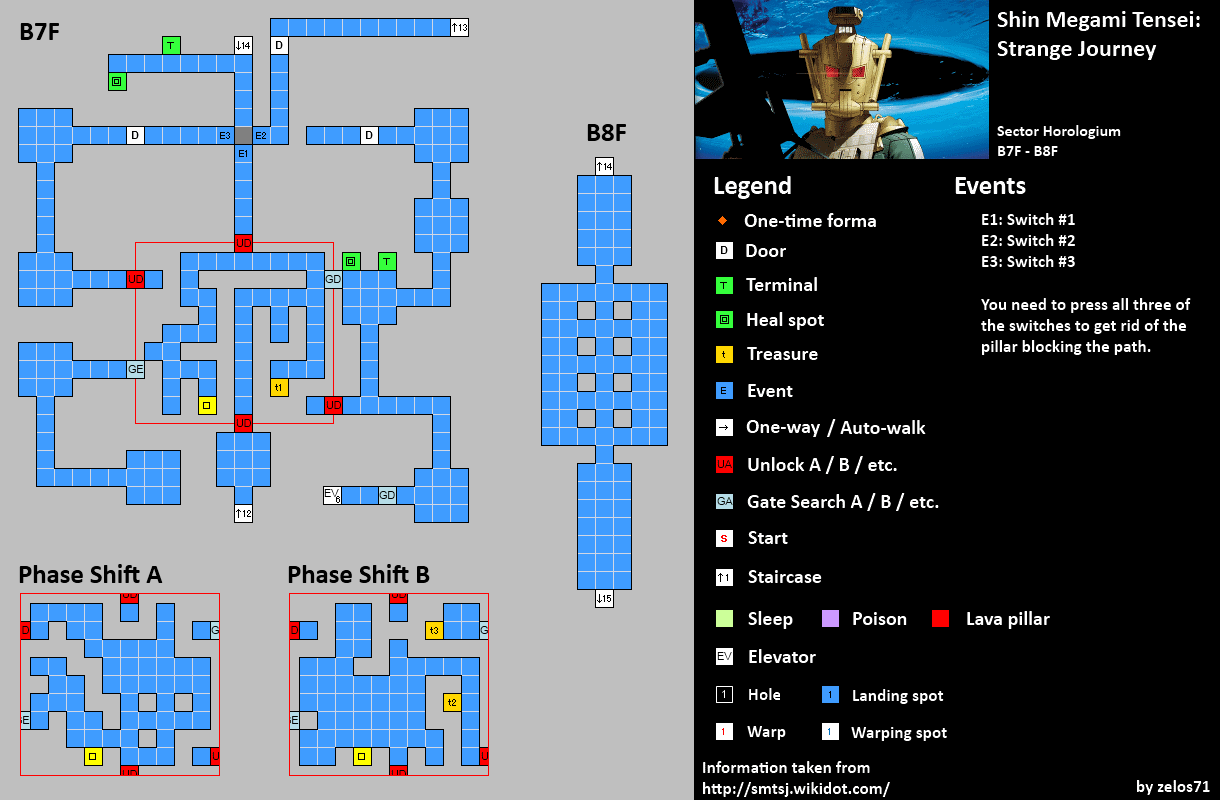 B7F
↑13
T
↓14
D
D
E3
E2
D
E1
UD
UD
T
GD
GE
t1
UD
UD
EV
6
GD
↑12
B8F
↑14
↓15
Phase Shift A
UD
D
G
E
U
UD
Phase Shift B
UD
D
t3
G
t2
GE
U
UD
Shin Megami Tensei:
Strange Journey
Sector Horologium
B7F - B8F
Legend
One-time forma
D Door
T Terminal
Heal spot
t Treasure
E Event
→ One-way / Auto-walk
UA Unlock A / B / etc.
GA Gate Search A / B / etc.
S Start
↑1 Staircase
Sleep Poison Lava pillar
EV Elevator
1 Hole 1 Landing spot
1 Warp 1 Warping spot
Events
E1: Switch #1
E2: Switch #2
E3: Switch #3
You need to press all three of
the switches to get rid of the
pillar blocking the path.
Information taken from
http://smtsj.wikidot.com/
by zelos71